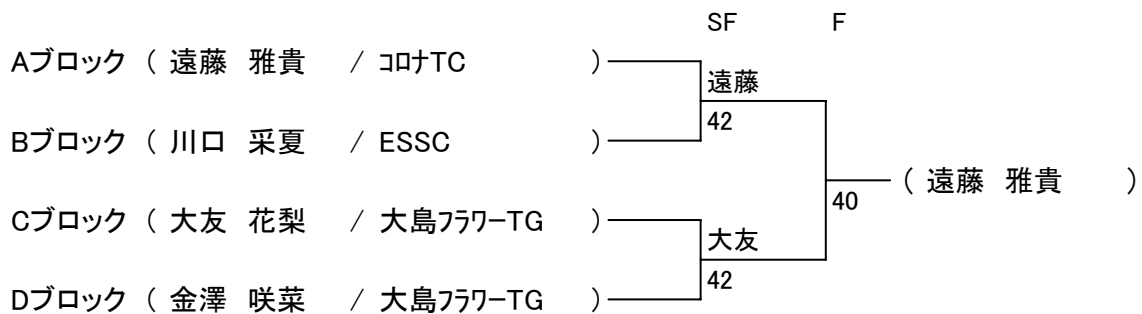 SF F
Aブロック ( 遠藤 雅貴 / コロナTC )
遠藤
42
Bブロック ( 川口 采夏 / ESSC )
( 遠藤 雅貴 )
40
Cブロック ( 大友 花梨 / 大島フラワーTG )
大友
42
Dブロック ( 金澤 咲菜 / 大島フラワーTG )